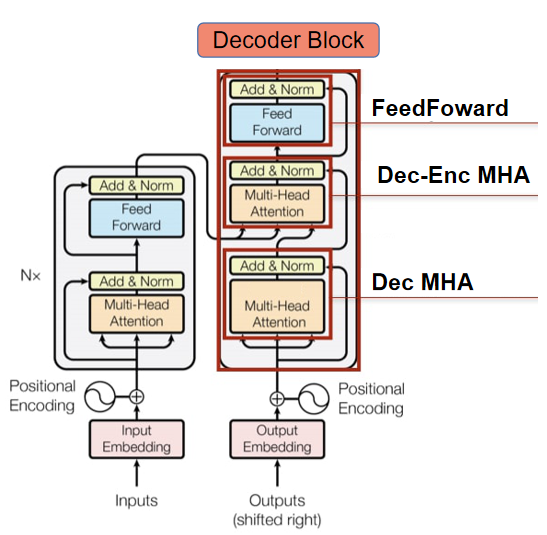 Decoder Block
Add & Norm
Feed
Forward
FeedFoward
Add & Norm
Multi-Head
Attention
Dec-Enc MHA
Add & Norm
Multi-Head
Attention
Dec MHA
Add & Norm
Feed
Forward
Nx
Add & Norm
Multi-Head
Attention
Positional
Encoding
Positional
Encoding
Input
Embedding
Output
Embedding
Inputs
Outputs
(shifted right)